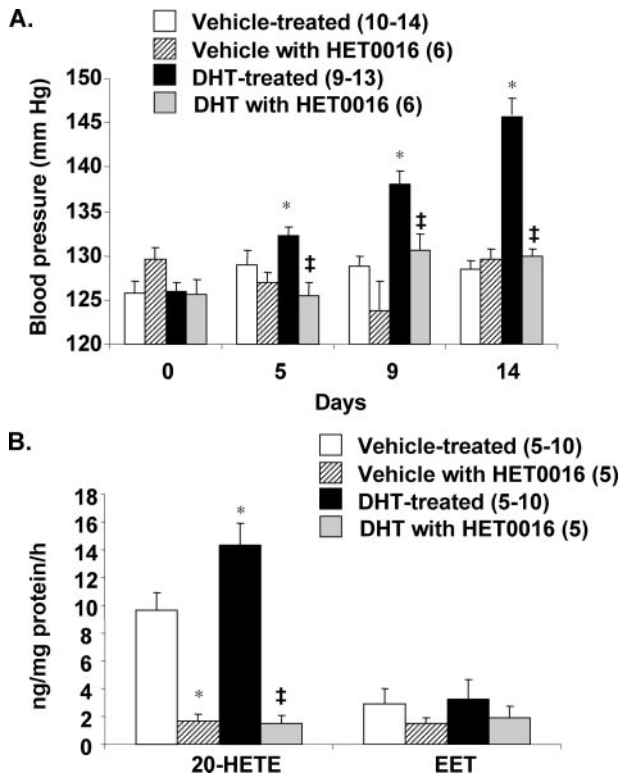 A.
Vehicle-treated (10-14)
Vehicle with HET0016 (6)
DHT-treated (9-13)
DHT with HET0016 (6)
Blood pressure (mm Hg)
150
145
140
135
130
125
120
*
*
*
‡
‡
‡
0 5 9 14
Days
B.
Vehicle-treated (5-10)
Vehicle with HET0016 (5)
DHT-treated (5-10)
DHT with HET0016 (5)
ng/mg protein/h
18
16
14
12
10
8
6
4
2
0
*
*
‡
20-HETE EET